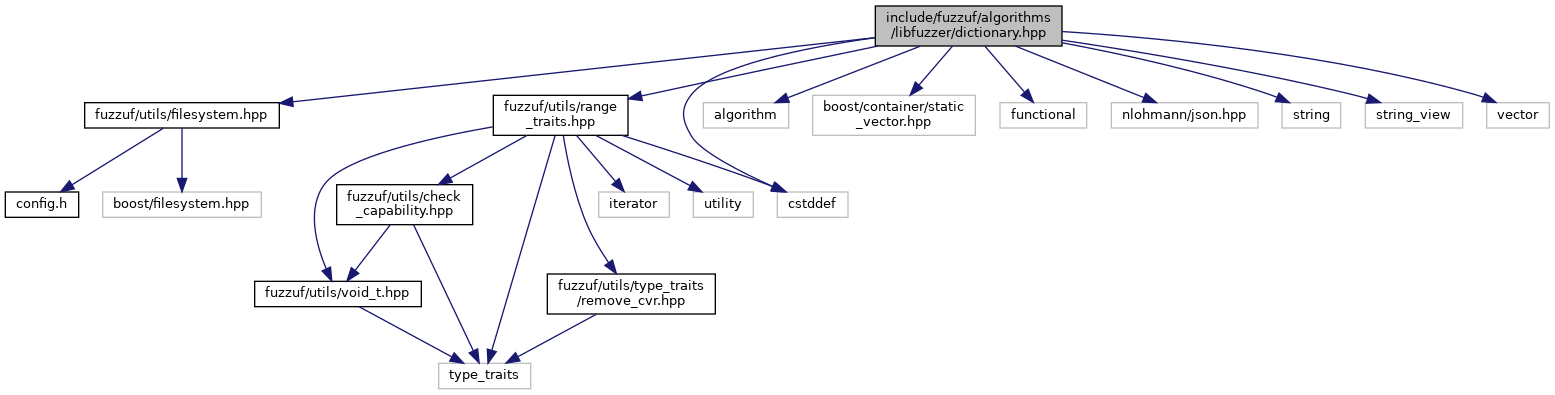 include/fuzzuf/algorithms
/libfuzzer/dictionary.hpp
fuzzuf/utils/filesystem.hpp
fuzzuf/utils/range
_traits.hpp
algorithm
boost/container/static
_vector.hpp
functional
nlohmann/json.hpp
string
string_view
vector
config.h
boost/filesystem.hpp
fuzzuf/utils/check
_capability.hpp
iterator
utility
cstddef
fuzzuf/utils/void_t.hpp
fuzzuf/utils/type_traits
/remove_cvr.hpp
type_traits